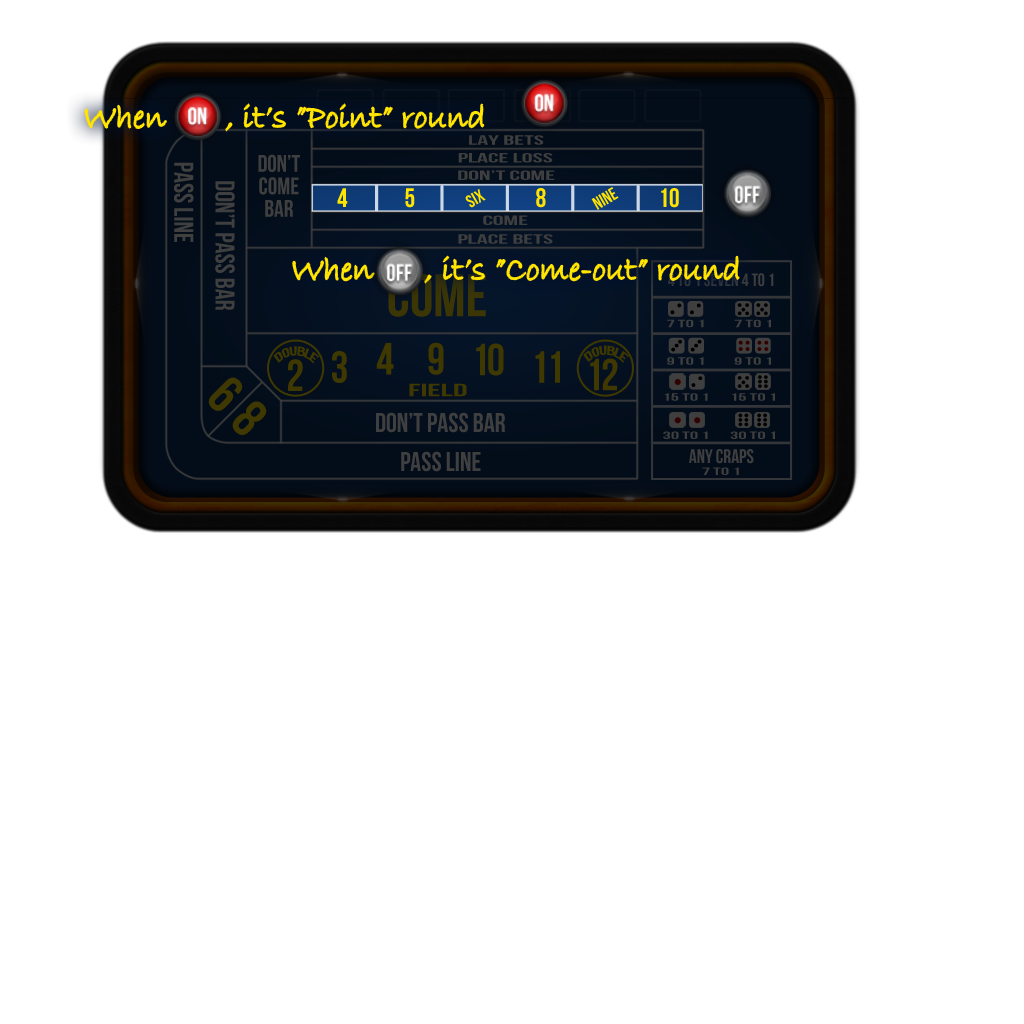 ON
When ON, it's "Point" round
LAY BETS
PLACE LOSS
DON'T COME
DON'T
COME
BAR
4 5 SIX 8 NINE 10
OFF
COME
PLACE BETS
PASS LINE
DON'T PASS BAR
When OFF, it's "Come-out" round
COME
4 TO 1 SEVEN 4 TO 1
7 TO 1 7 TO 1
9 TO 1 9 TO 1
15 TO 1 15 TO 1
30 TO 1 30 TO 1
ANY CRAPS
7 TO 1
DOUBLE 2 3 4 9 10 11 DOUBLE 12
FIELD
6 8
DON'T PASS BAR
PASS LINE